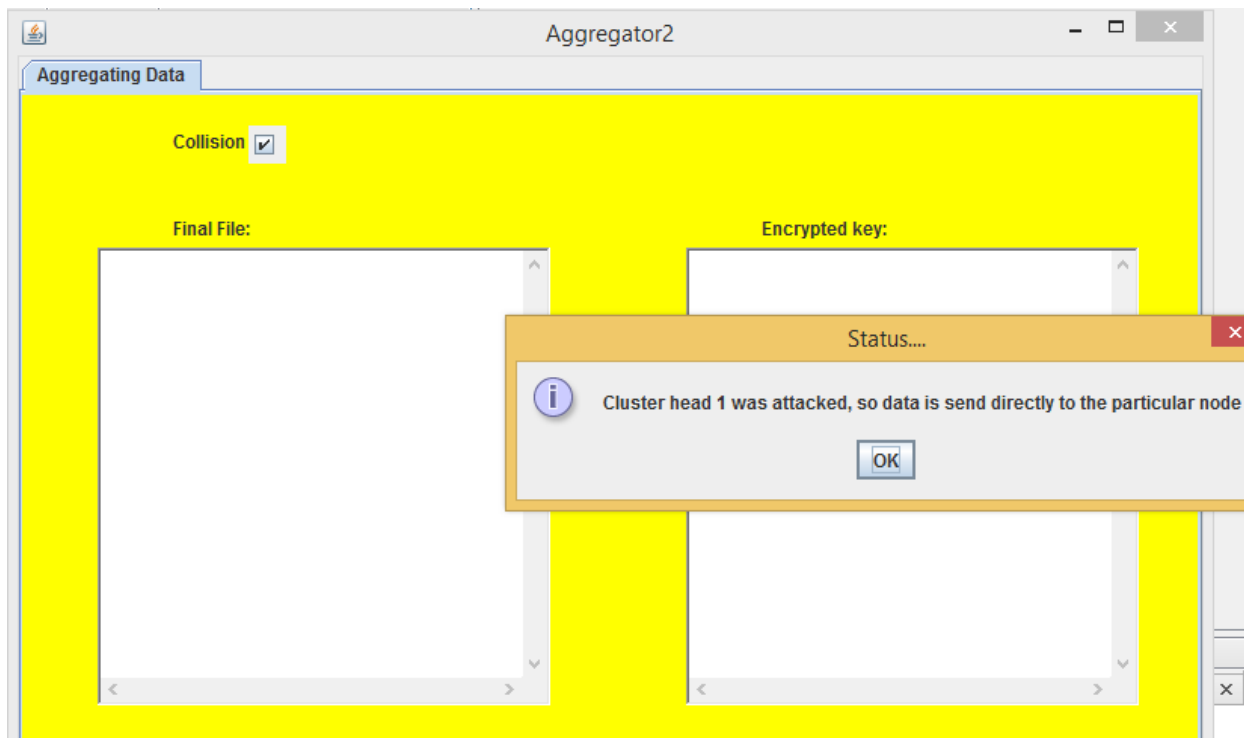 Aggregator2
Aggregating Data
Collision
Final File:
Encrypted key:
Status....
Cluster head 1 was attacked, so data is send directly to the particular node
OK